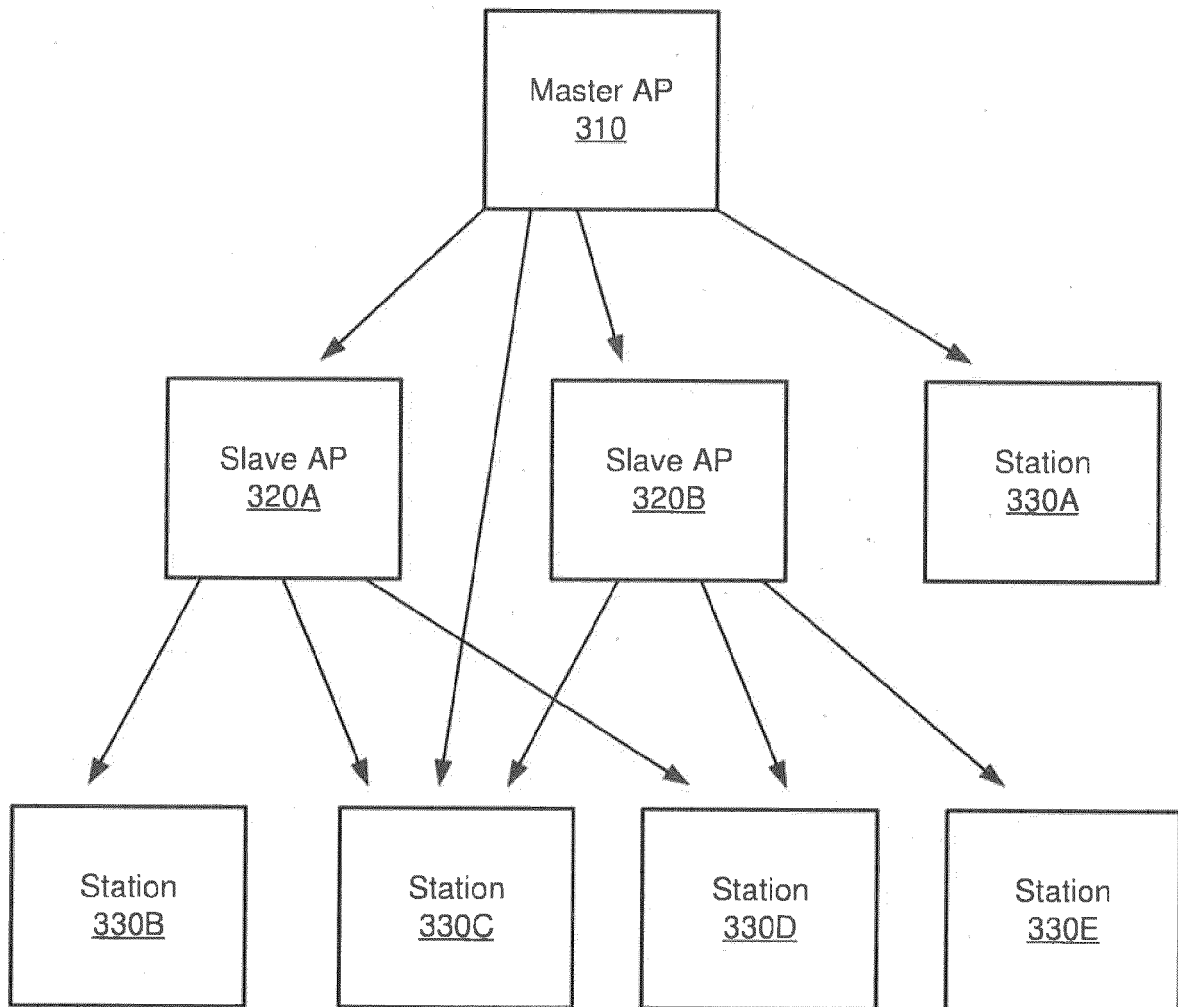 Master AP
310
Slave AP
320A
Slave AP
320B
Station
330A
Station
330B
Station
330C
Station
330D
Station
330E